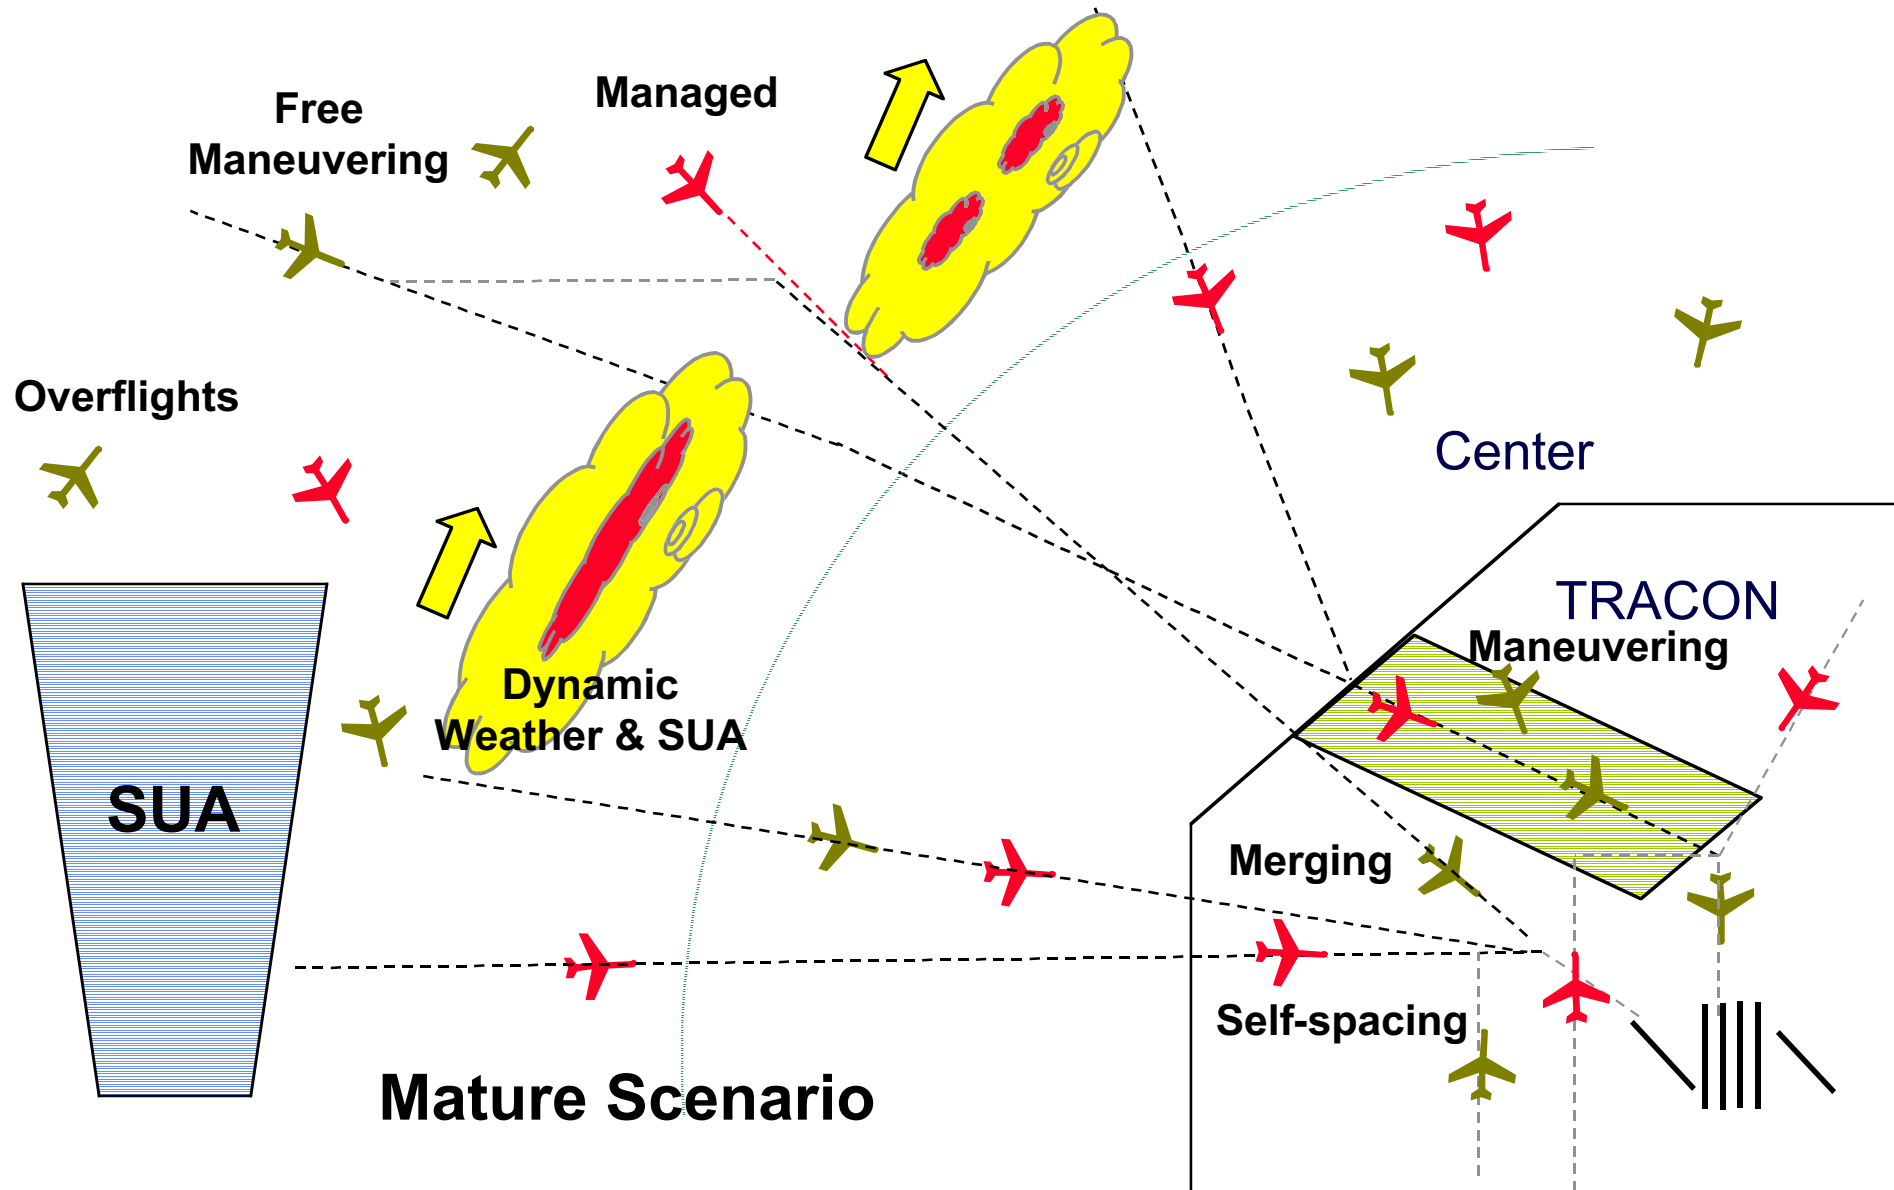 Free
Maneuvering
Managed
Overflights
Center
TRACON
Maneuvering
Dynamic
Weather & SUA
SUA
Merging
Self-spacing
Mature Scenario